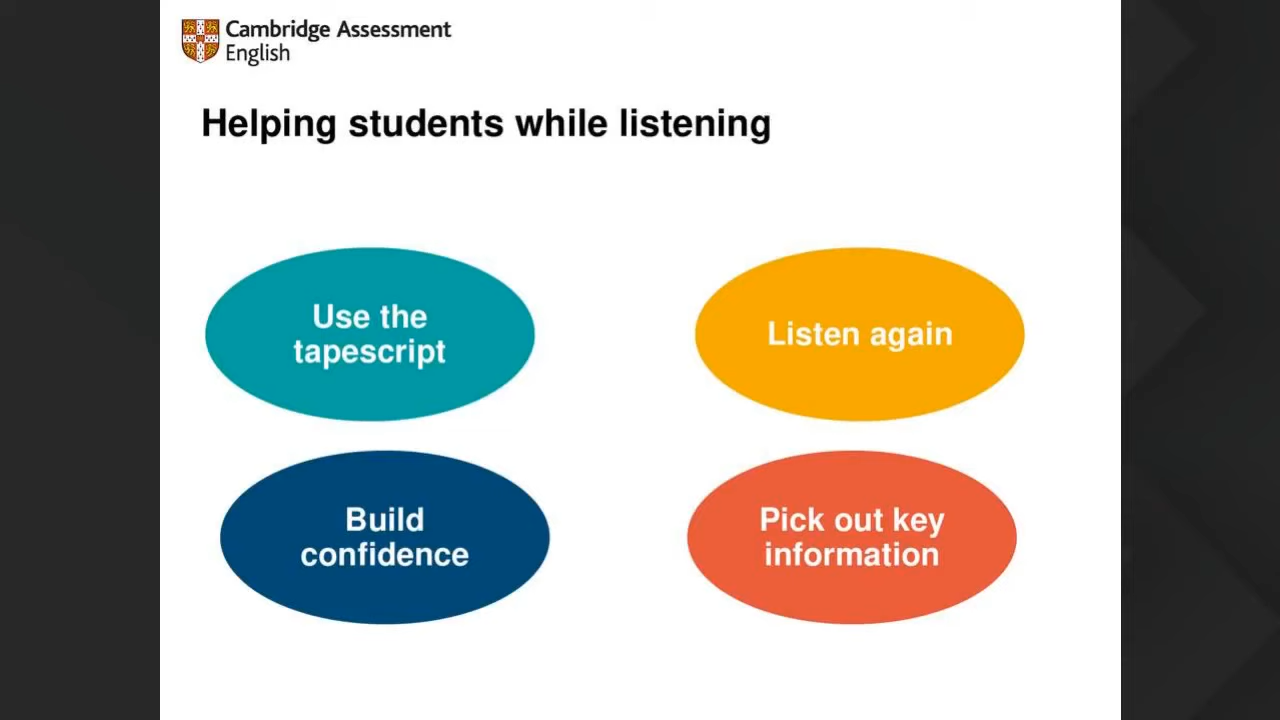 Cambridge Assessment
English
Helping students while listening
Use the
tapescript
Listen again
Build
confidence
Pick out key
information